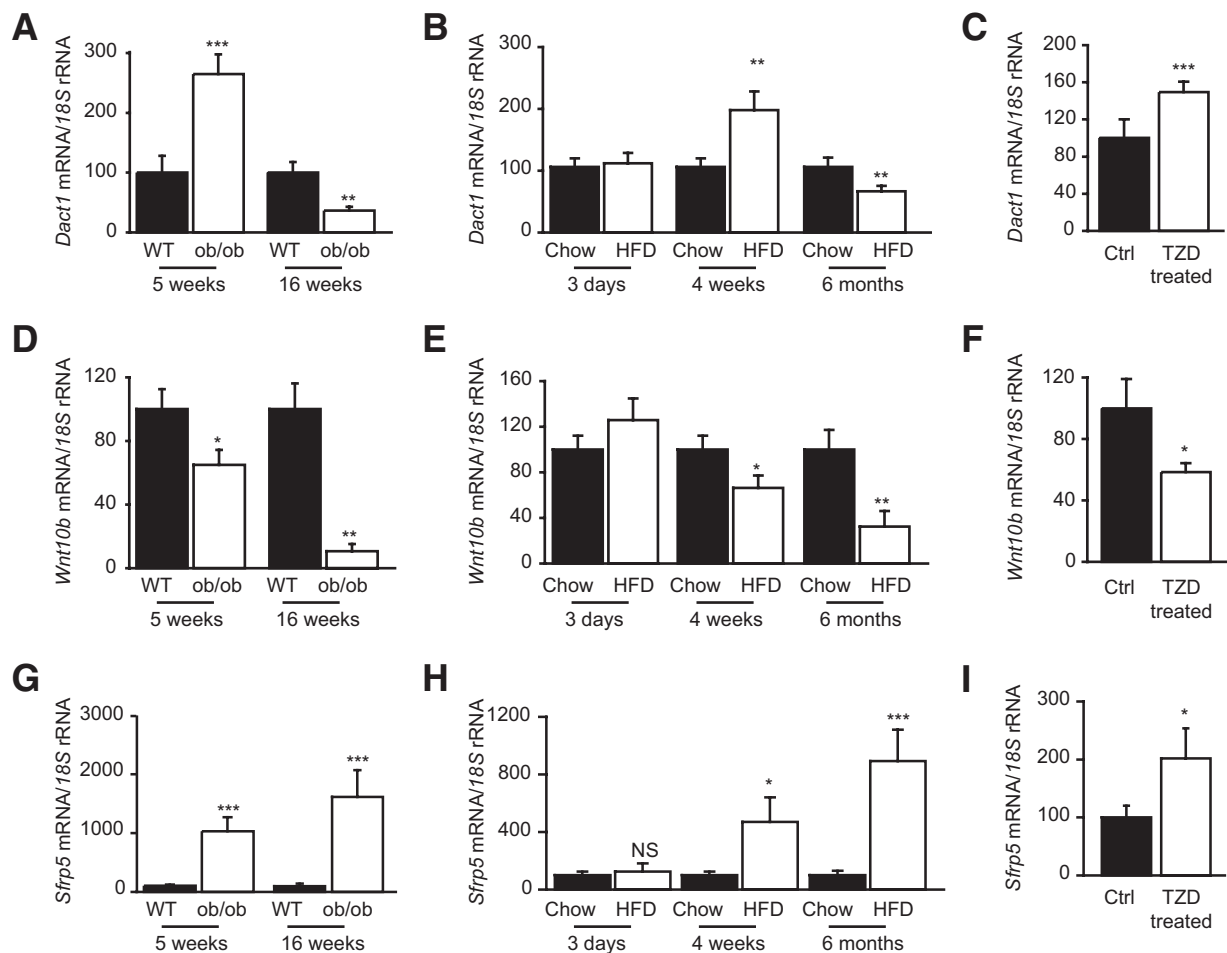 A
Dact1 mRNA/18S rRNA
300
200
100
0
***
**
WT ob/ob WT ob/ob
5 weeks 16 weeks
B
Dact1 mRNA/18S rRNA
300
200
100
0
**
**
Chow HFD Chow HFD Chow HFD
3 days 4 weeks 6 months
C
Dact1 mRNA/18S rRNA
200
160
120
80
40
0
***
Ctrl TZD
treated
D
Wnt10b mRNA/18S rRNA
120
80
40
0
*
**
WT ob/ob WT ob/ob
5 weeks 16 weeks
E
Wnt10b mRNA/18S rRNA
160
120
80
40
0
*
**
Chow HFD Chow HFD Chow HFD
3 days 4 weeks 6 months
F
Wnt10b mRNA/18S rRNA
120
80
40
0
*
Ctrl TZD
treated
G
Sfrp5 mRNA/18S rRNA
3000
2000
1000
0
***
***
WT ob/ob WT ob/ob
5 weeks 16 weeks
H
Sfrp5 mRNA/18S rRNA
1200
800
400
0
NS
*
***
Chow HFD Chow HFD Chow HFD
3 days 4 weeks 6 months
I
Sfrp5 mRNA/18S rRNA
300
200
100
0
*
Ctrl TZD
treated